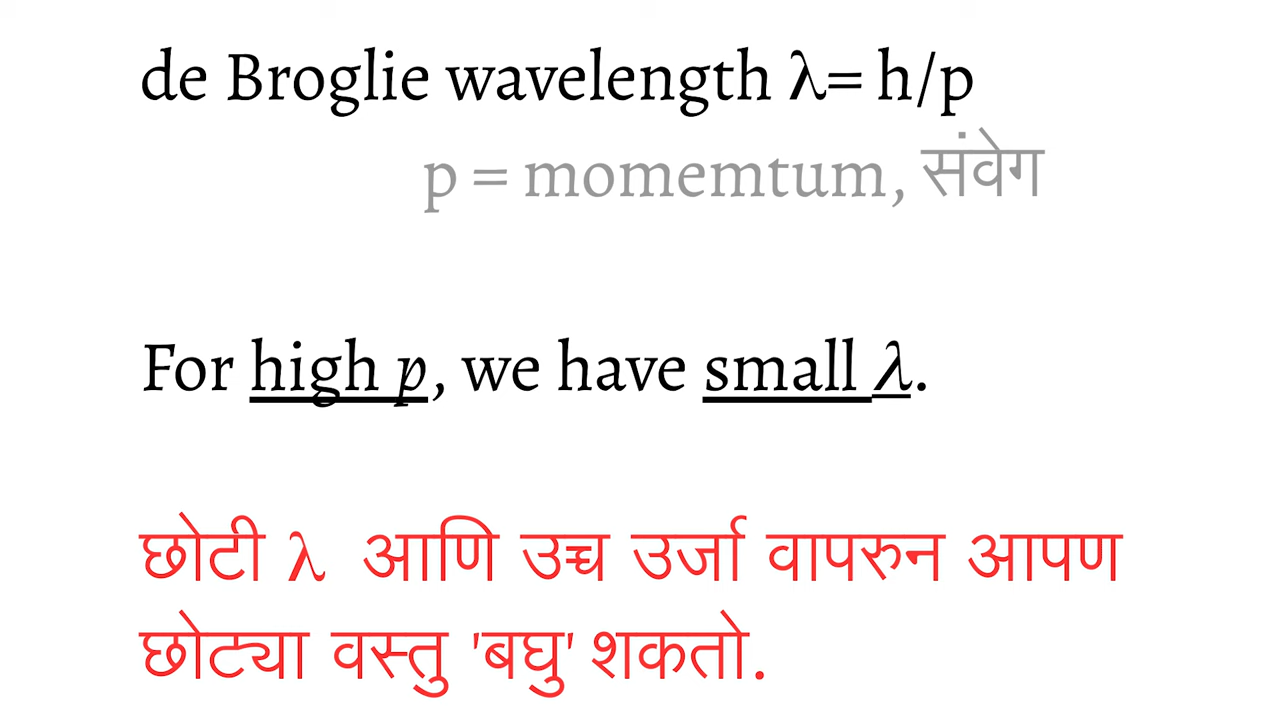 de Broglie wavelength λ= h/p
p = momemtum, संवेग
For high p, we have small λ.
छोटी λ आणि उच्च उर्जा वापरुन आपण
छोट्या वस्तु 'बघु' शकतो.